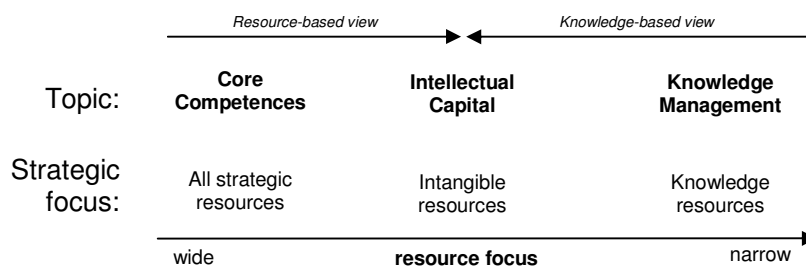 Resource-based view Knowledge-based view
Topic: Core Competences Intellectual Capital Knowledge Management
Strategic focus: All strategic resources Intangible resources Knowledge resources
wide resource focus narrow